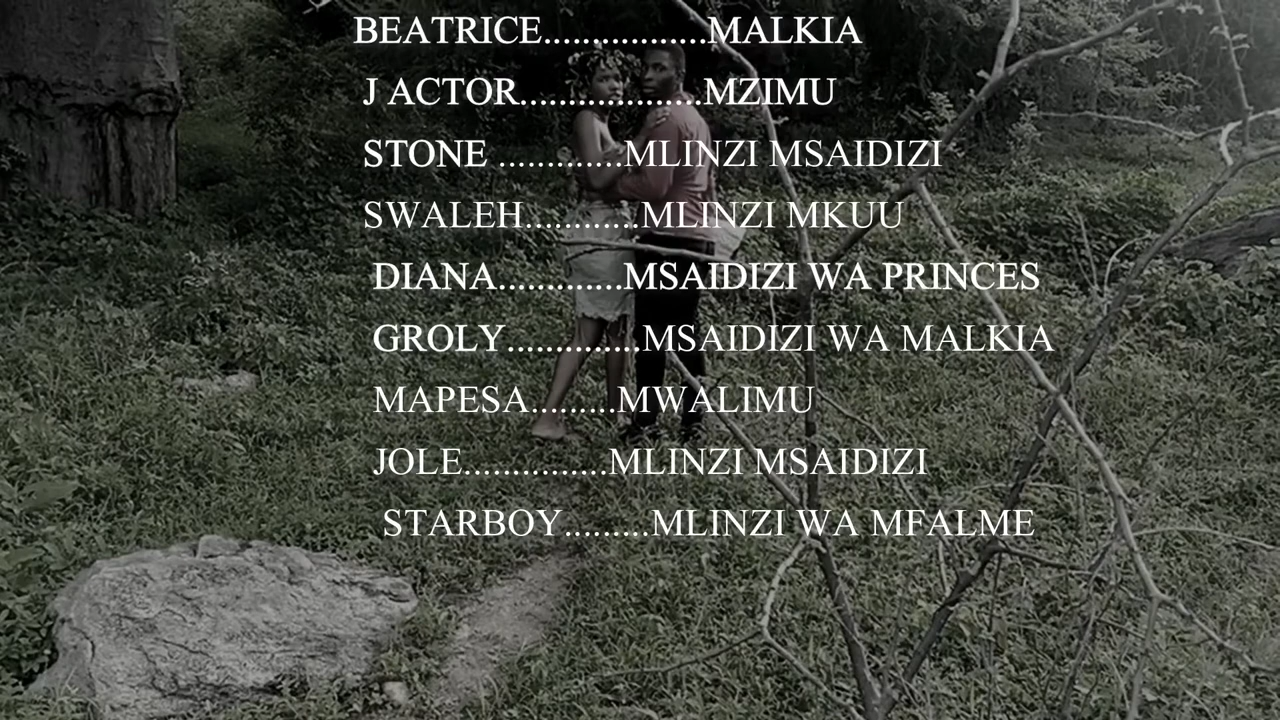 BEATRICE.................MALKIA
J ACTOR...................MZIMU
STONE .............MLINZI MSAIDIZI
SWALEH............MLINZI MKUU
DIANA.............MSAIDIZI WA PRINCES
GROLY..............MSAIDIZI WA MALKIA
MAPESA.........MWALIMU
JOLE...............MLINZI MSAIDIZI
STARBOY.........MLINZI WA MFALME